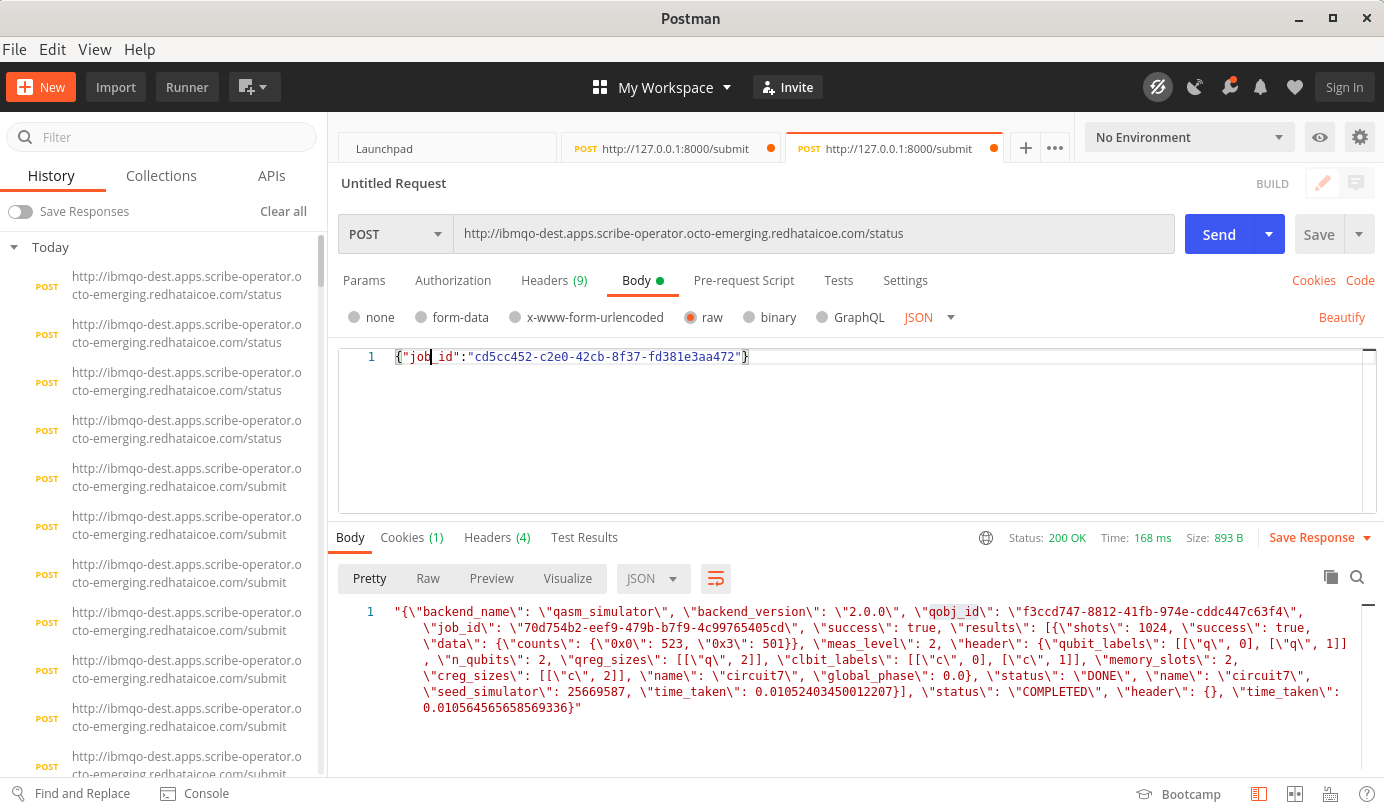 Postman
File Edit View Help
New Import Runner My Workspace Invite Sign In
Filter
History Collections APIs
Save Responses Clear all
Today
POST http://ibmqo-dest.apps.scribe-operator.o
cto-emerging.redhataicoe.com/status
POST http://ibmqo-dest.apps.scribe-operator.o
cto-emerging.redhataicoe.com/status
POST http://ibmqo-dest.apps.scribe-operator.o
cto-emerging.redhataicoe.com/status
POST http://ibmqo-dest.apps.scribe-operator.o
cto-emerging.redhataicoe.com/status
POST http://ibmqo-dest.apps.scribe-operator.o
cto-emerging.redhataicoe.com/submit
POST http://ibmqo-dest.apps.scribe-operator.o
cto-emerging.redhataicoe.com/submit
POST http://ibmqo-dest.apps.scribe-operator.o
cto-emerging.redhataicoe.com/submit
POST http://ibmqo-dest.apps.scribe-operator.o
cto-emerging.redhataicoe.com/submit
POST http://ibmqo-dest.apps.scribe-operator.o
cto-emerging.redhataicoe.com/submit
POST http://ibmqo-dest.apps.scribe-operator.o
cto-emerging.redhataicoe.com/submit
POST http://ibmqo-dest.apps.scribe-operator.o
cto-emerging.redhataicoe.com/submit
Launchpad POST http://127.0.0.1:8000/submit POST http://127.0.0.1:8000/submit + ••• No Environment
Untitled Request BUILD
POST http://ibmqo-dest.apps.scribe-operator.octo-emerging.redhataicoe.com/status Send Save
Params Authorization Headers (9) Body Pre-request Script Tests Settings Cookies Code
none form-data x-www-form-urlencoded raw binary GraphQL JSON Beautify
1 {"job_id":"cd5cc452-c2e0-42cb-8f37-fd381e3aa472"}
Body Cookies (1) Headers (4) Test Results Status: 200 OK Time: 168 ms Size: 893 B Save Response
Pretty Raw Preview Visualize JSON
1 "{\"backend_name\": \"qasm_simulator\", \"backend_version\": \"2.0.0\", \"qobj_id\": \"f3ccd747-8812-41fb-974e-cddc447c63f4\",
\"job_id\": \"70d754b2-eef9-479b-b7f9-4c99765405cd\", \"success\": true, \"results\": [{\"shots\": 1024, \"success\": true,
\"data\": {\"counts\": {\"0x0\": 523, \"0x3\": 501}}, \"meas_level\": 2, \"header\": {\"qubit_labels\": [[\"q\", 0], [\"q\", 1]]
, \"n_qubits\": 2, \"qreg_sizes\": [[\"q\", 2]], \"clbit_labels\": [[\"c\", 0], [\"c\", 1]], \"memory_slots\": 2,
\"creg_sizes\": [[\"c\", 2]], \"name\": \"circuit7\", \"global_phase\": 0.0}, \"status\": \"DONE\", \"name\": \"circuit7\",
\"seed_simulator\": 25669587, \"time_taken\": 0.01052403450012207}], \"status\": \"COMPLETED\", \"header\": {}, \"time_taken\":
0.010564565658569336}"
Find and Replace Console Bootcamp